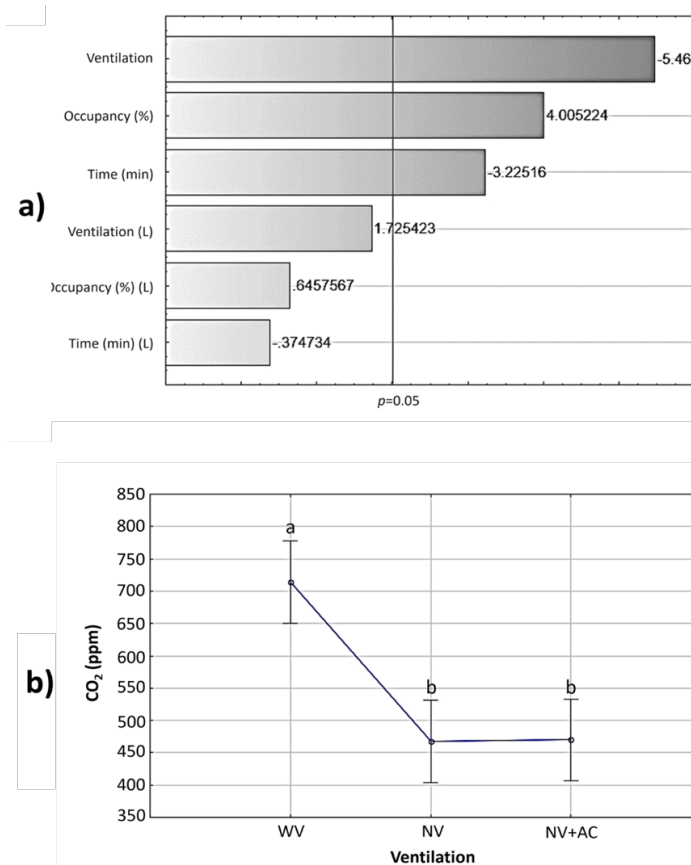 Ventilation
-5.46
Occupancy (%)
4.005224
Time (min)
-3.22516
a)
Ventilation (L)
1.725423
Occupancy (%) (L)
.6457567
Time (min) (L)
-.374734
p=0.05
850
800
750
700
650
600
550
500
450
400
350
a
b
b
b)
CO₂ (ppm)
WV
NV
NV+AC
Ventilation